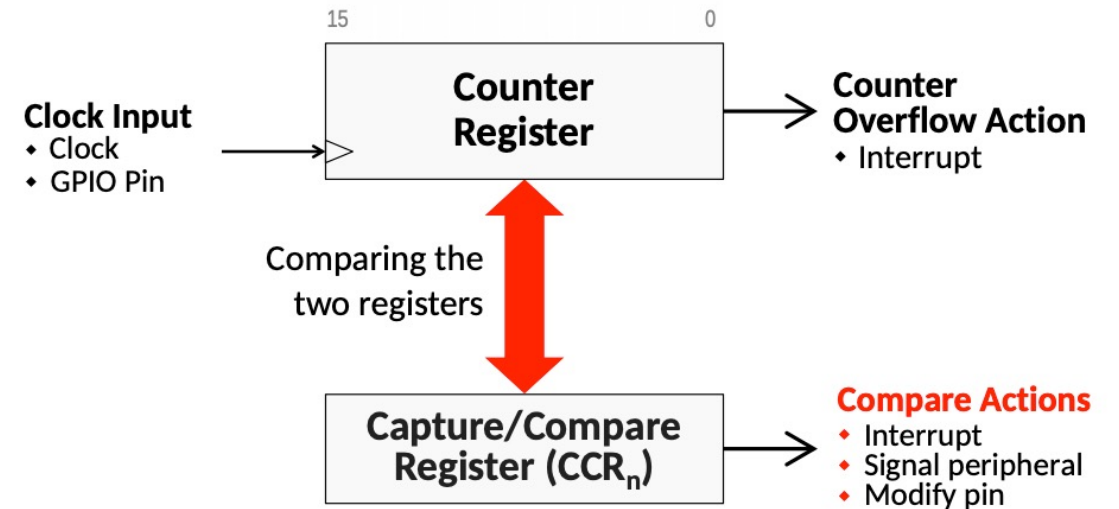 15
0
Counter
Register
Clock Input
◆ Clock
◆ GPIO Pin
Counter
Overflow Action
◆ Interrupt
Comparing the
two registers
Capture/Compare
Register (CCRn)
Compare Actions
◆ Interrupt
◆ Signal peripheral
◆ Modify pin